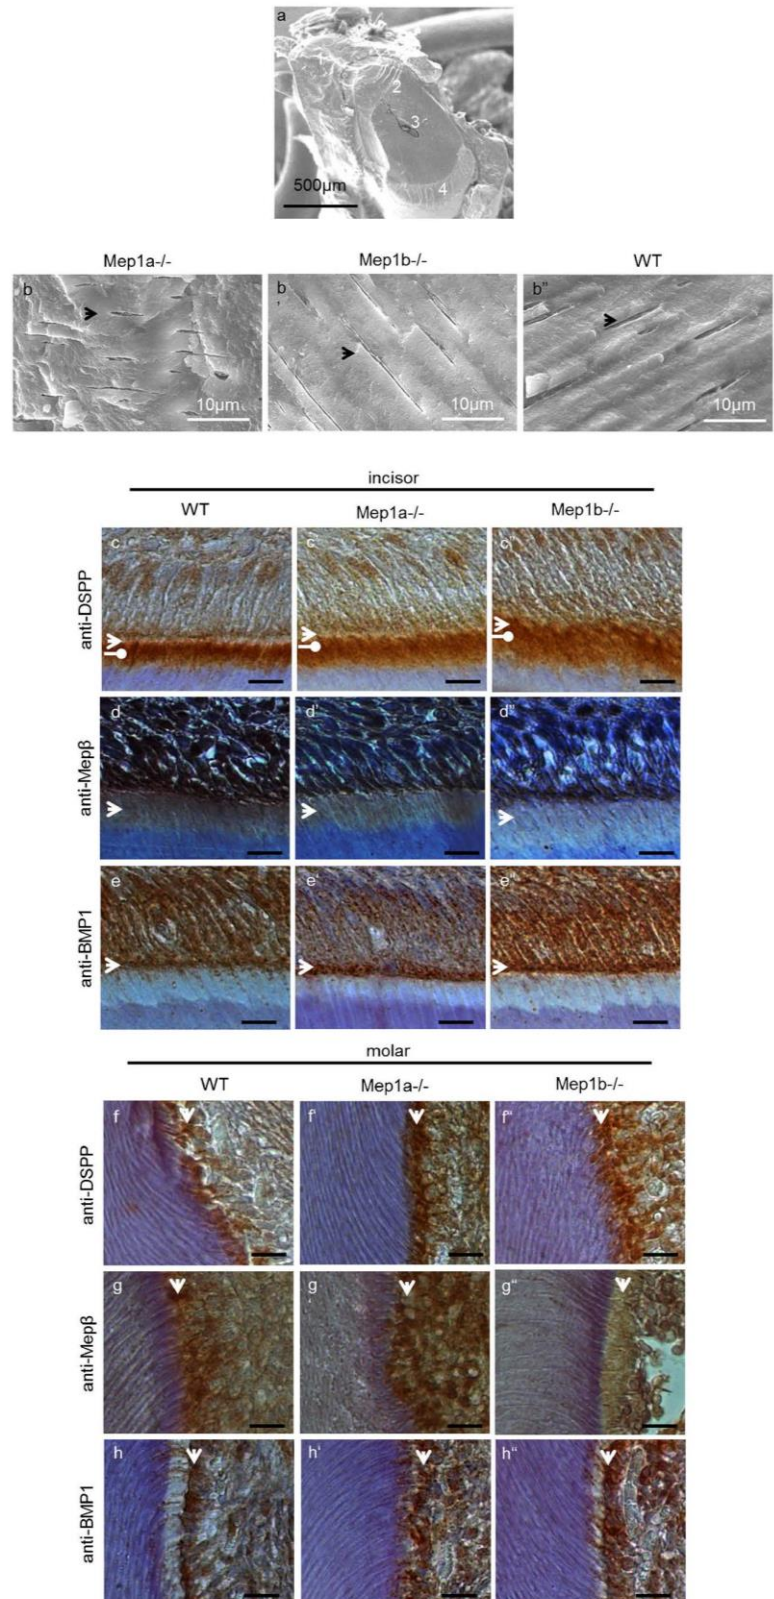 a
2
3
4
500µm
Mep1a-/- Mep1b-/- WT
b b' b"
10µm 10µm 10µm
incisor
WT Mep1a-/- Mep1b-/-
anti-DSPP
c c' c"
anti-Mepβ
d d' d"
anti-BMP1
e e' e"
molar
WT Mep1a-/- Mep1b-/-
anti-DSPP
f f' f"
anti-Mepβ
g g' g"
anti-BMP1
h h' h"